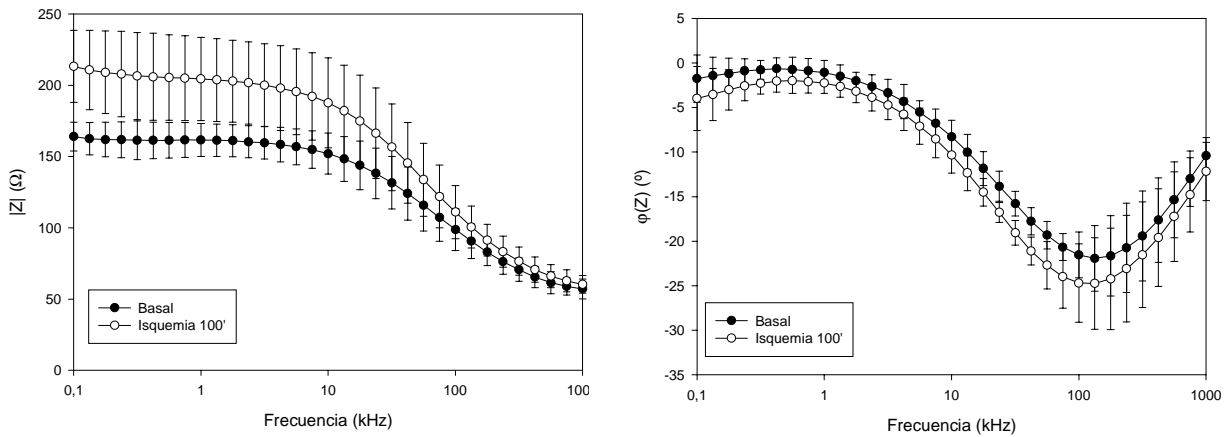 250
200
150
100
50
0
|Z| (Ω)
Basal
Isquemia 100'
0,1 1 10 100 100
Frecuencia (kHz)
5
0
-5
-10
-15
-20
-25
-30
-35
φ(Z) (º)
Basal
Isquemia 100'
0,1 1 10 100 1000
Frecuencia (kHz)